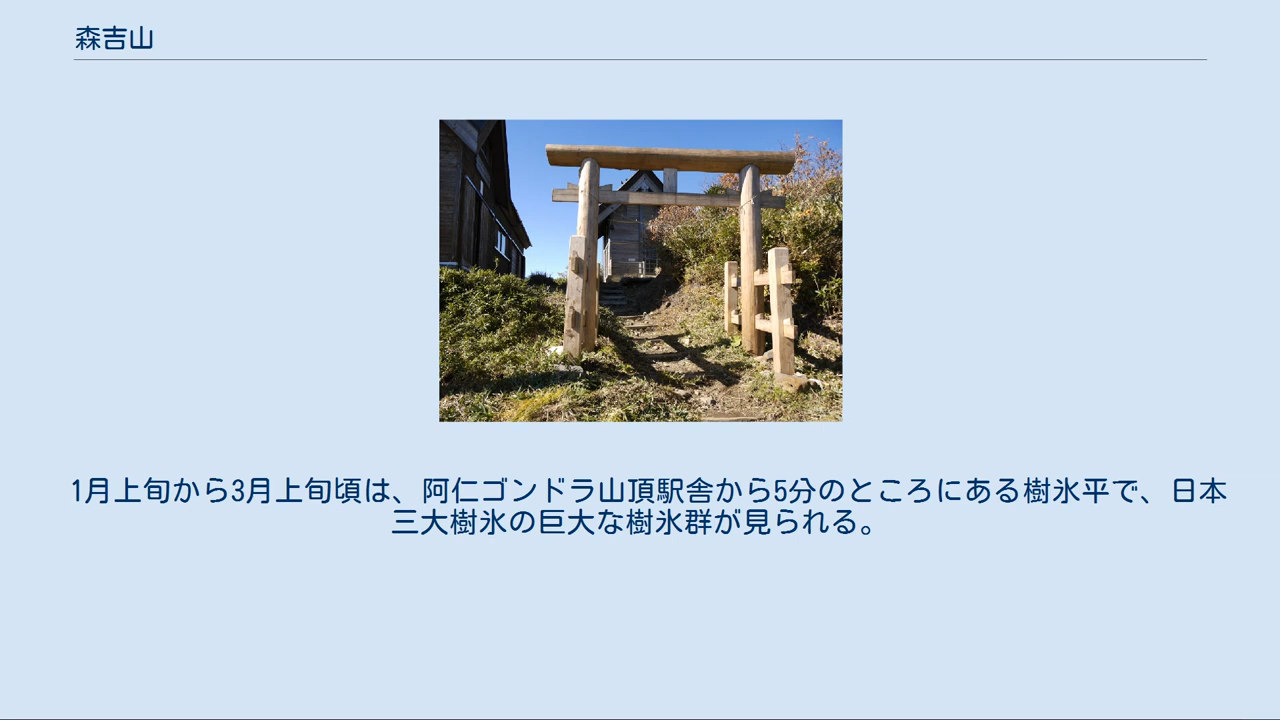 森吉山
1月上旬から3月上旬頃は、阿仁ゴンドラ山頂駅舎から5分のところにある樹氷平で、日本
三大樹氷の巨大な樹氷群が見られる。